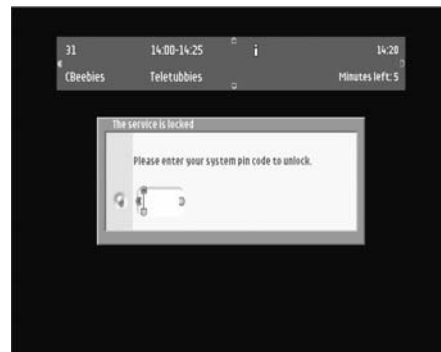 31 14:00-14:25 i 14:20
CBeebies Teletubbies Minutes left: 5
The service is locked
Please enter your system pin code to unlock.